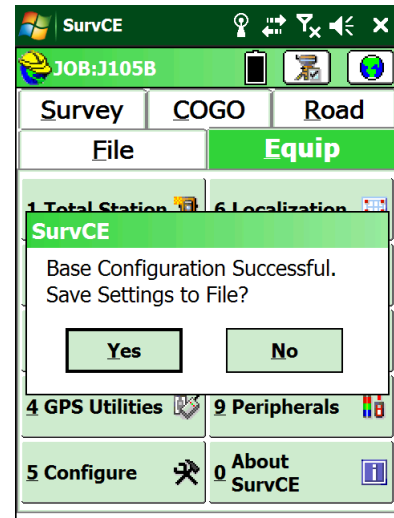 SurvCE
JOB:J105B
Survey COGO Road
File Equip
1 Total Station 6 Localization
SurvCE
Base Configuration Successful.
Save Settings to File?
Yes No
4 GPS Utilities 9 Peripherals
5 Configure 0 About
SurvCE